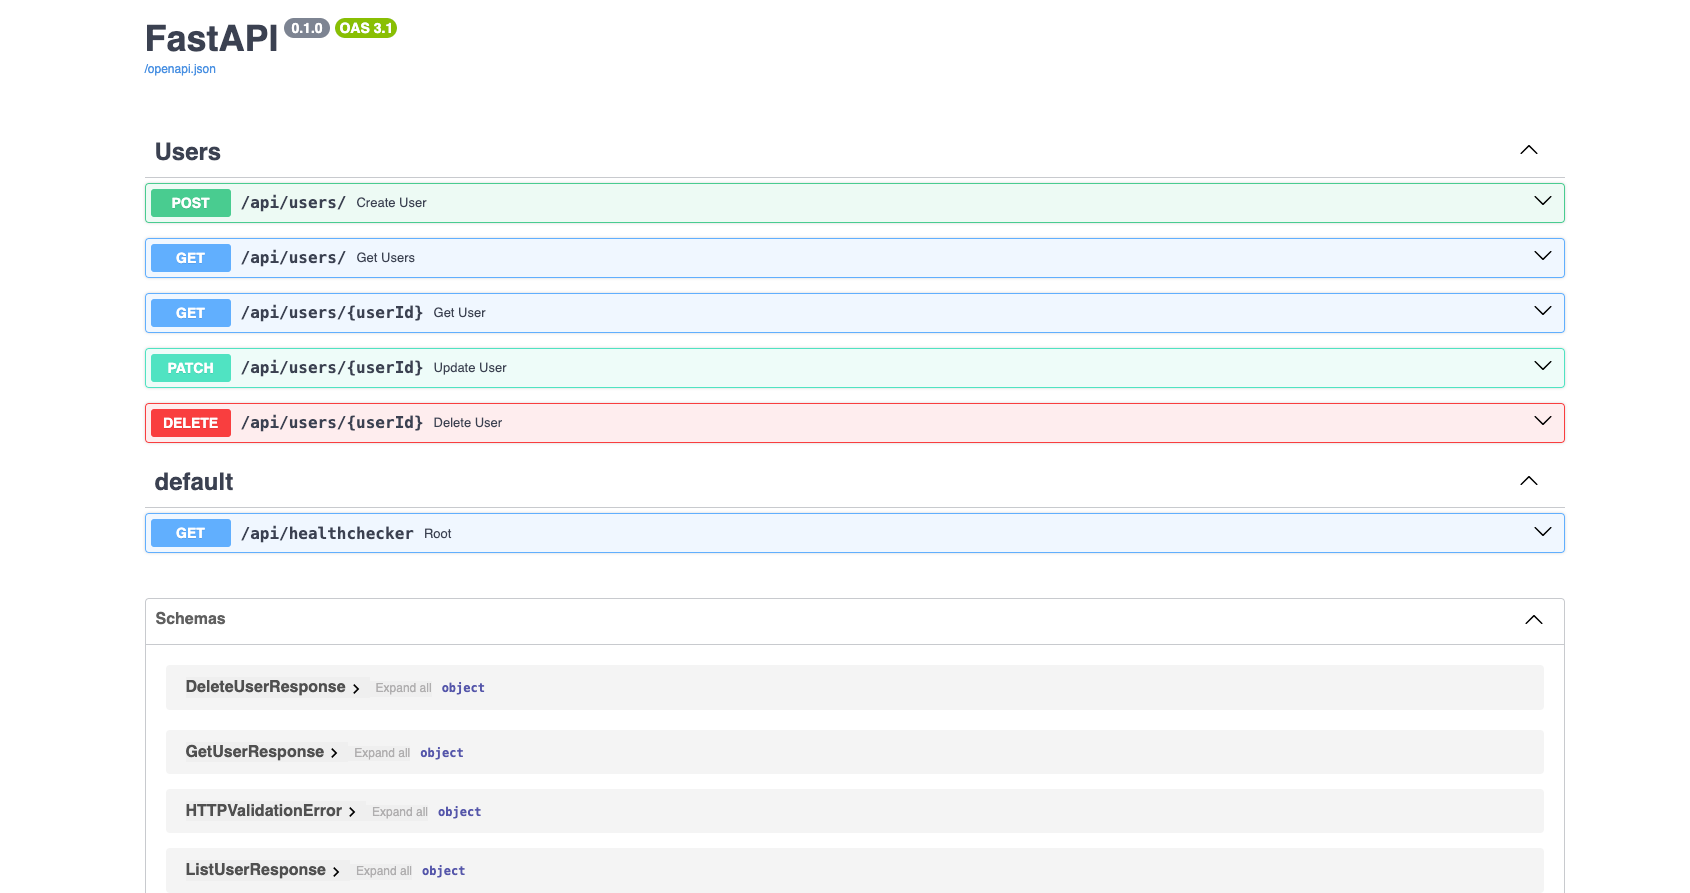 FastAPI 0.1.0 OAS 3.1
/openapi.json
Users
POST /api/users/ Create User
GET /api/users/ Get Users
GET /api/users/{userId} Get User
PATCH /api/users/{userId} Update User
DELETE /api/users/{userId} Delete User
default
GET /api/healthchecker Root
Schemas
DeleteUserResponse Expand all object
GetUserResponse Expand all object
HTTPValidationError Expand all object
ListUserResponse Expand all object